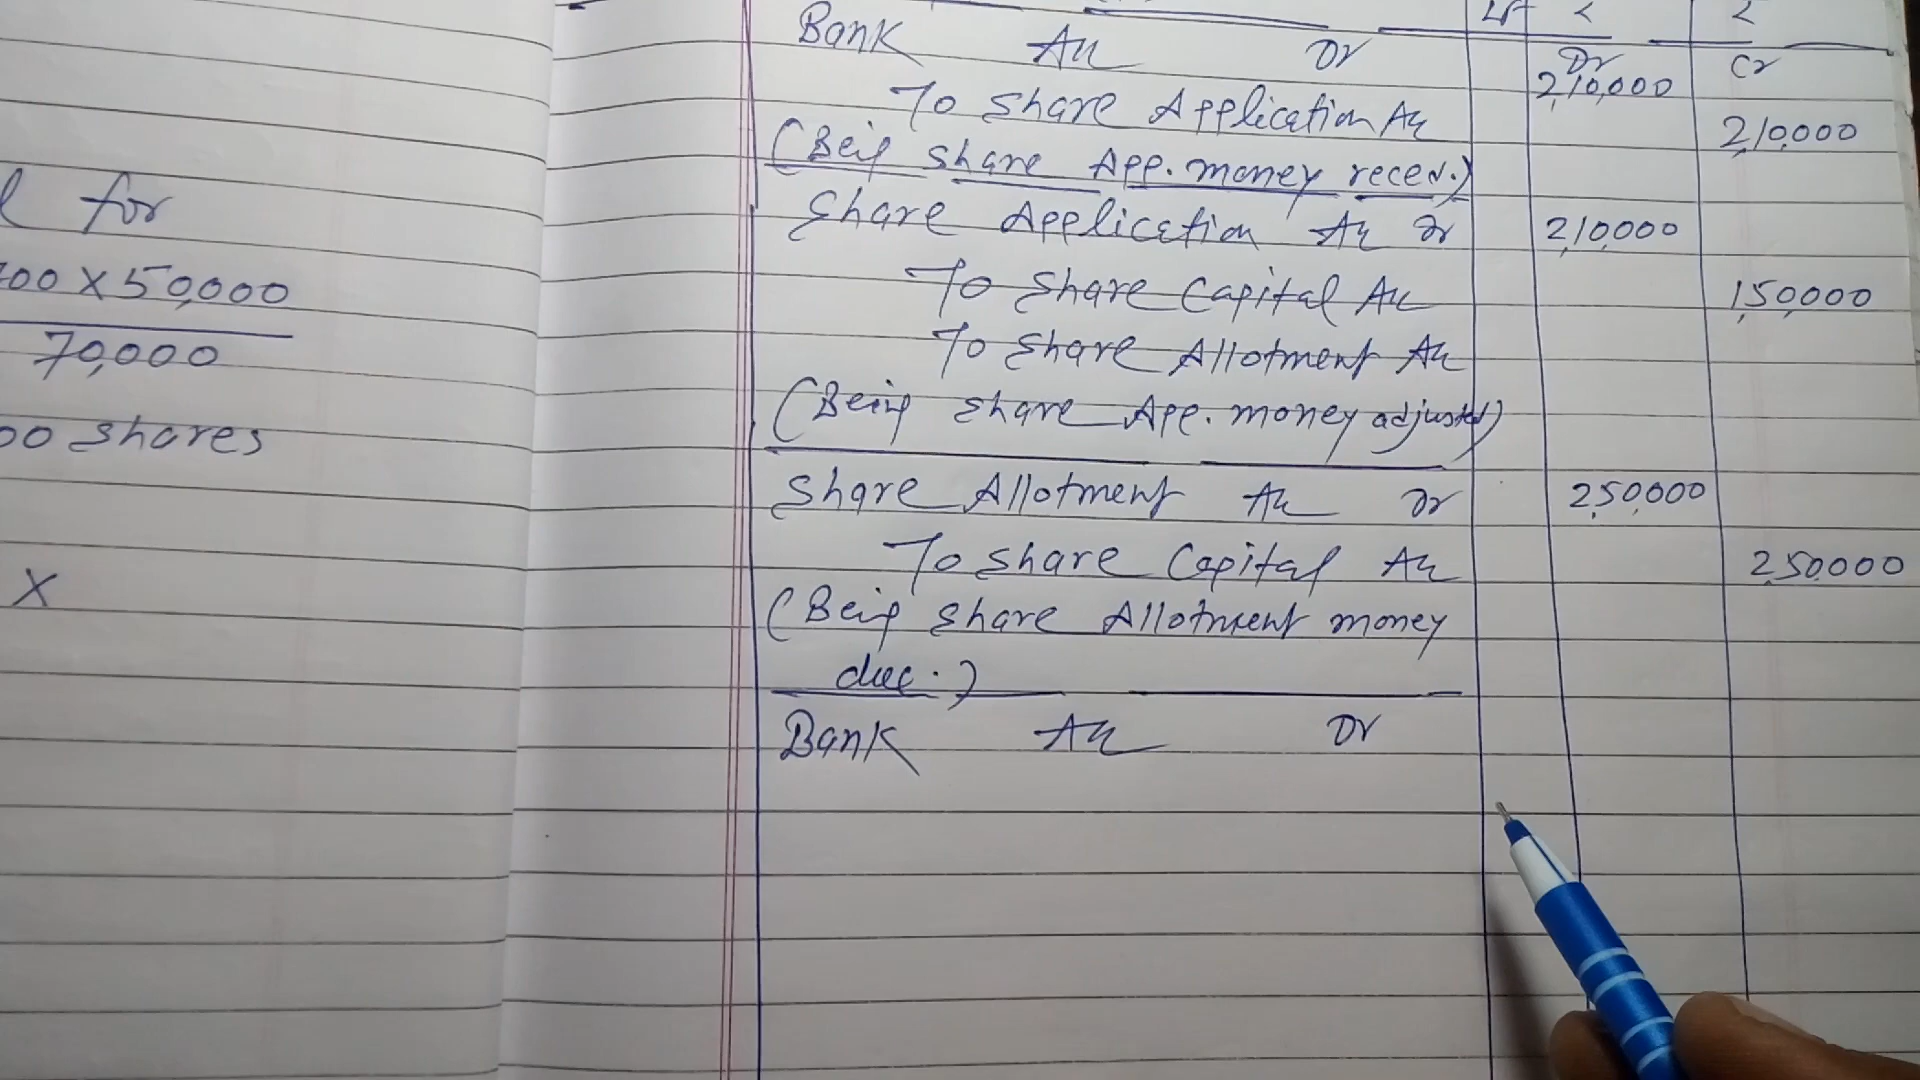 l for
00 X 50,000
70,000
00 shares
X
LF
Dr Cr
Bank A/c Dr 2,10,000
To Share Application A/c 2,10,000
(Being share App. money recev.)
Share Application A/c Dr 2,10,000
To Share Capital A/c 1,50,000
To Share Allotment A/c
(Being share App. money adjusted)
Share Allotment A/c Dr 2,50,000
To Share Capital A/c 2,50,000
(Being share Allotment money
due.)
Bank A/c Dr